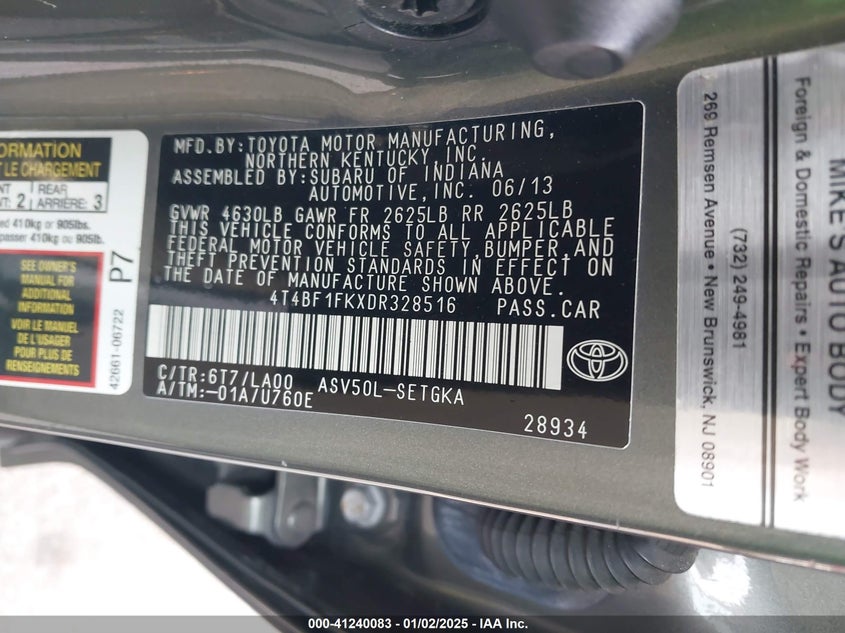 ORMATION
T LE CHARGEMENT
NT 2 REAR
NT: ARRIÈRE: 3
ed 410kg or 905lbs.
passer 410kg ou 905lb.
SEE OWNER'S
MANUAL FOR
ADDITIONAL
INFORMATION
VOIR LE MANUEL
DE L'USAGER
POUR PLUS DE
RENSEIGNEMENTS
P7
42661-06722
MFD.BY:TOYOTA MOTOR MANUFACTURING,
NORTHERN KENTUCKY,INC.
ASSEMBLED BY:SUBARU OF INDIANA
AUTOMOTIVE,INC. 06/13
GVWR 4630LB GAWR FR 2625LB RR 2625LB
THIS VEHICLE CONFORMS TO ALL APPLICABLE
FEDERAL MOTOR VEHICLE SAFETY,BUMPER,AND
THEFT PREVENTION STANDARDS IN EFFECT ON
THE DATE OF MANUFACTURE SHOWN ABOVE.
4T4BF1FKXDR328516 PASS.CAR
C/TR:6T7/LA00 ASV50L-SETGKA
A/TM:-01A/U760E
28934
MIKE'S AUTO BODY
Foreign & Domestic Repairs • Expert Body Work
(732) 249-4981
269 Remsen Avenue • New Brunswick, NJ 08901
000-41240083 - 01/02/2025 - IAA Inc.